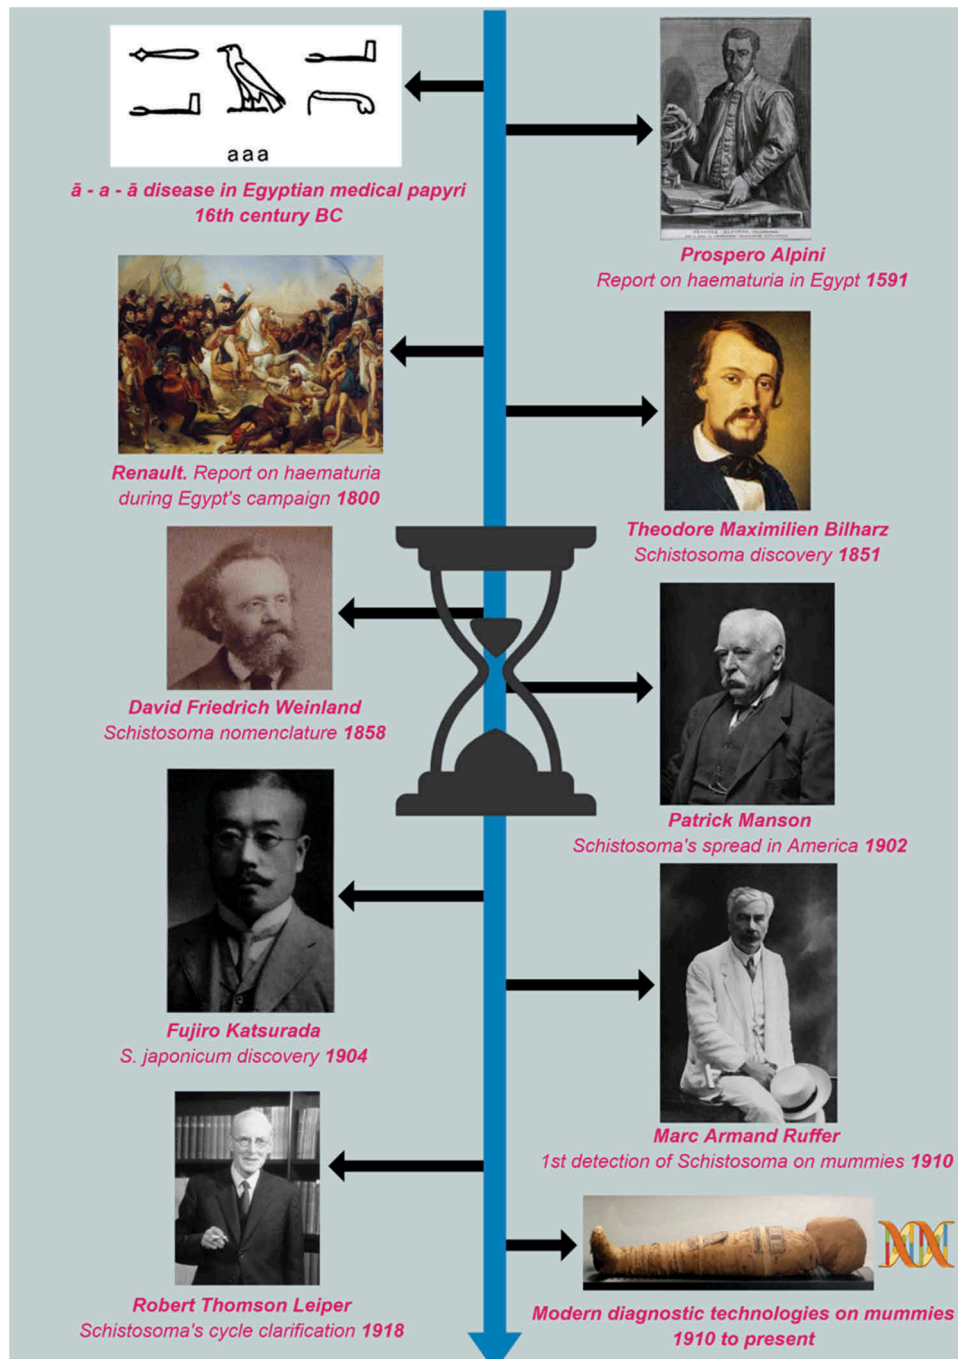 aaa
ā - a - ā disease in Egyptian medical papyri
16th century BC
Prospero Alpini
Report on haematuria in Egypt 1591
Renault. Report on haematuria
during Egypt's campaign 1800
Theodore Maximilien Bilharz
Schistosoma discovery 1851
David Friedrich Weinland
Schistosoma nomenclature 1858
Patrick Manson
Schistosoma's spread in America 1902
Fujiro Katsurada
S. japonicum discovery 1904
Marc Armand Ruffer
1st detection of Schistosoma on mummies 1910
Robert Thomson Leiper
Schistosoma's cycle clarification 1918
Modern diagnostic technologies on mummies
1910 to present